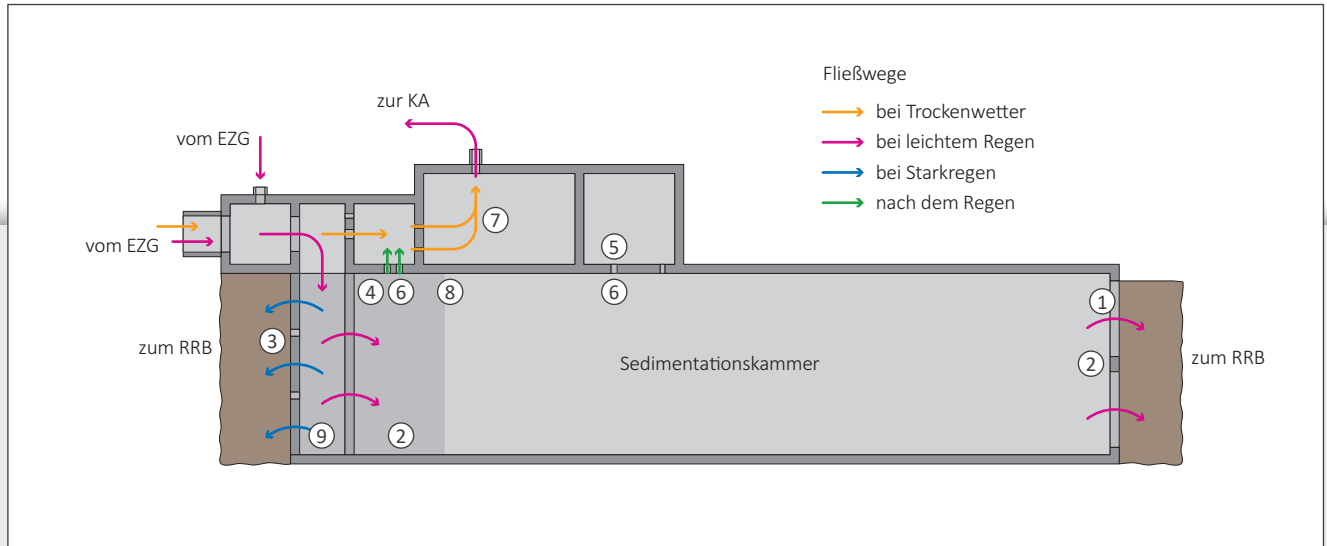 Fließwege
bei Trockenwetter
bei leichtem Regen
bei Starkregen
nach dem Regen
zur KA
vom EZG
vom EZG
7
5
4
6
8
6
1
3
zum RRB
Sedimentationskammer
2
zum RRB
9
2